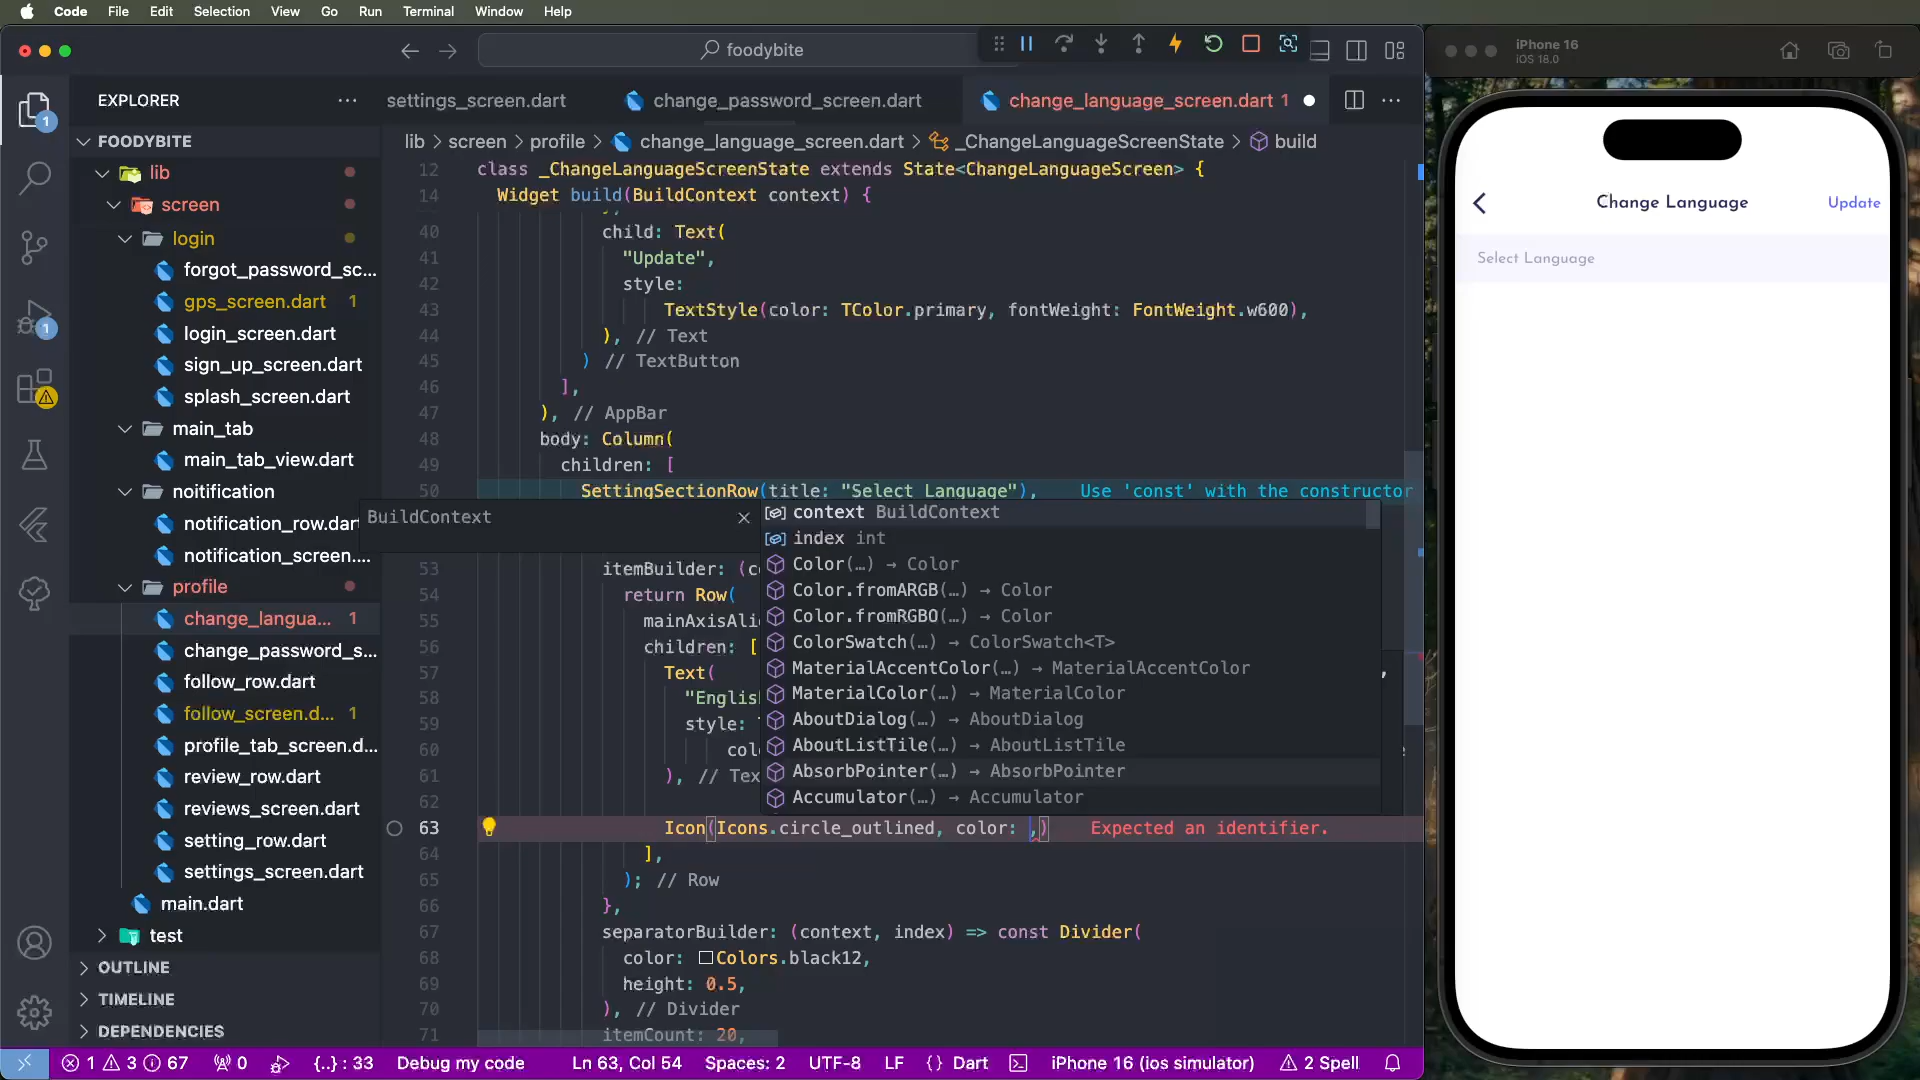 Code File Edit Selection View Go Run Terminal Window Help
foodybite
iPhone 16
iOS 18.0
EXPLORER
settings_screen.dart
change_password_screen.dart
change_language_screen.dart 1
FOODYBITE
lib > screen > profile > change_language_screen.dart > _ChangeLanguageScreenState > build
lib
screen
login
forgot_password_sc...
gps_screen.dart 1
login_screen.dart
sign_up_screen.dart
splash_screen.dart
main_tab
main_tab_view.dart
noitification
notification_row.dar
notification_screen....
profile
change_langua... 1
change_password_s...
follow_row.dart
follow_screen.d... 1
profile_tab_screen.d...
review_row.dart
reviews_screen.dart
setting_row.dart
settings_screen.dart
main.dart
test
OUTLINE
TIMELINE
DEPENDENCIES
12 class _ChangeLanguageScreenState extends State<ChangeLanguageScreen> {
14 Widget build(BuildContext context) {
40 child: Text(
41 "Update",
42 style:
43 TextStyle(color: TColor.primary, fontWeight: FontWeight.w600),
44 ), // Text
45 ) // TextButton
46 ],
47 ), // AppBar
48 body: Column(
49 children: [
50 SettingSectionRow(title: "Select Language"), Use 'const' with the constructor
BuildContext
context BuildContext
index int
Color(…) → Color
Color.fromARGB(…) → Color
Color.fromRGBO(…) → Color
ColorSwatch(…) → ColorSwatch<T>
MaterialAccentColor(…) → MaterialAccentColor
MaterialColor(…) → MaterialColor
AboutDialog(…) → AboutDialog
AboutListTile(…) → AboutListTile
AbsorbPointer(…) → AbsorbPointer
Accumulator(…) → Accumulator
53 itemBuilder: (co
54 return Row(
55 mainAxisAli
56 children: [
57 Text(
58 "English
59 style:
60 colo
61 ), // Tex
62
63 Icon(Icons.circle_outlined, color: ,) Expected an identifier.
64 ],
65 ); // Row
66 },
67 separatorBuilder: (context, index) => const Divider(
68 color: Colors.black12,
69 height: 0.5,
70 ), // Divider
71 itemCount: 20,
1 3 67 0 {..} : 33 Debug my code Ln 63, Col 54 Spaces: 2 UTF-8 LF {} Dart iPhone 16 (ios simulator) 2 Spell
Change Language
Update
Select Language